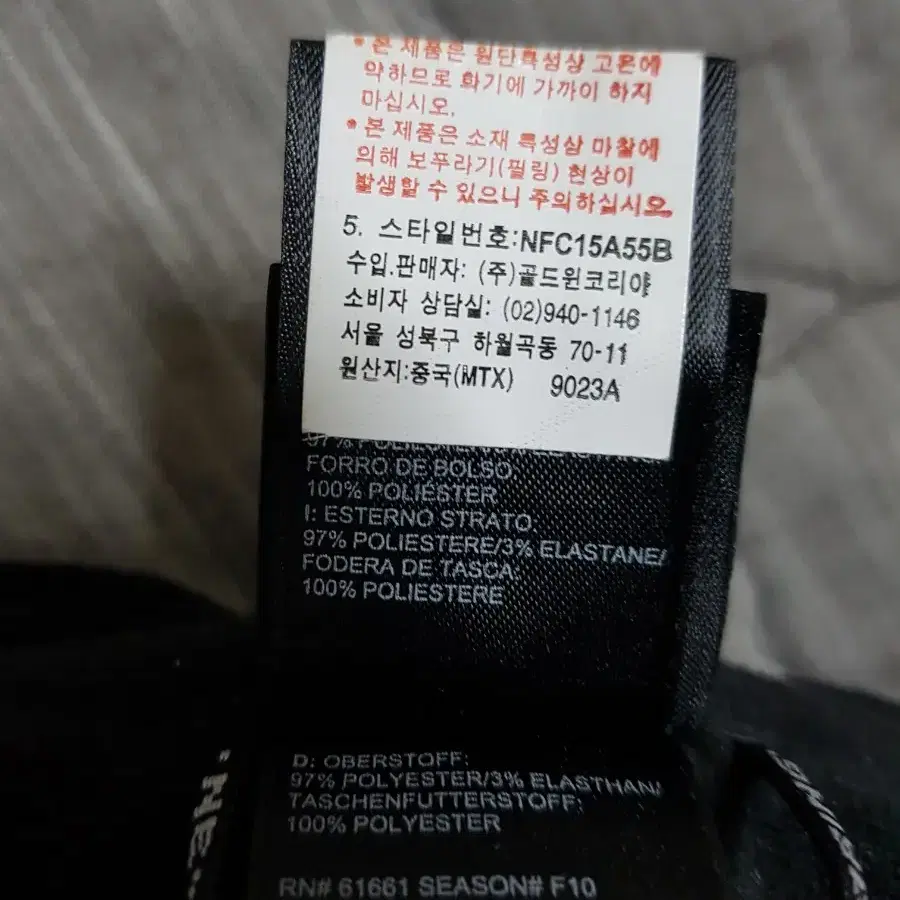 * 본 제품은 원단특성상 고온에
약하므로 화기에 가까이 하지
마십시오.
* 본 제품은 소재 특성상 마찰에
의해 보푸라기(필링) 현상이
발생할 수 있으니 주의하십시오.
5. 스타일번호:NFC15A55B
수입.판매자: (주)골드윈코리아
소비자 상담실: (02)940-1146
서울 성북구 하월곡동 70-11
원산지:중국(MTX) 9023A
FORRO DE BOLSO:
100% POLIÉSTER
I: ESTERNO STRATO:
97% POLIESTERE/3% ELASTANE/
FODERA DE TASCA:
100% POLIESTERE
D: OBERSTOFF:
97% POLYESTER/3% ELASTHAN/
TASCHENFUTTERSTOFF:
100% POLYESTER
RN# 61661 SEASON# F10